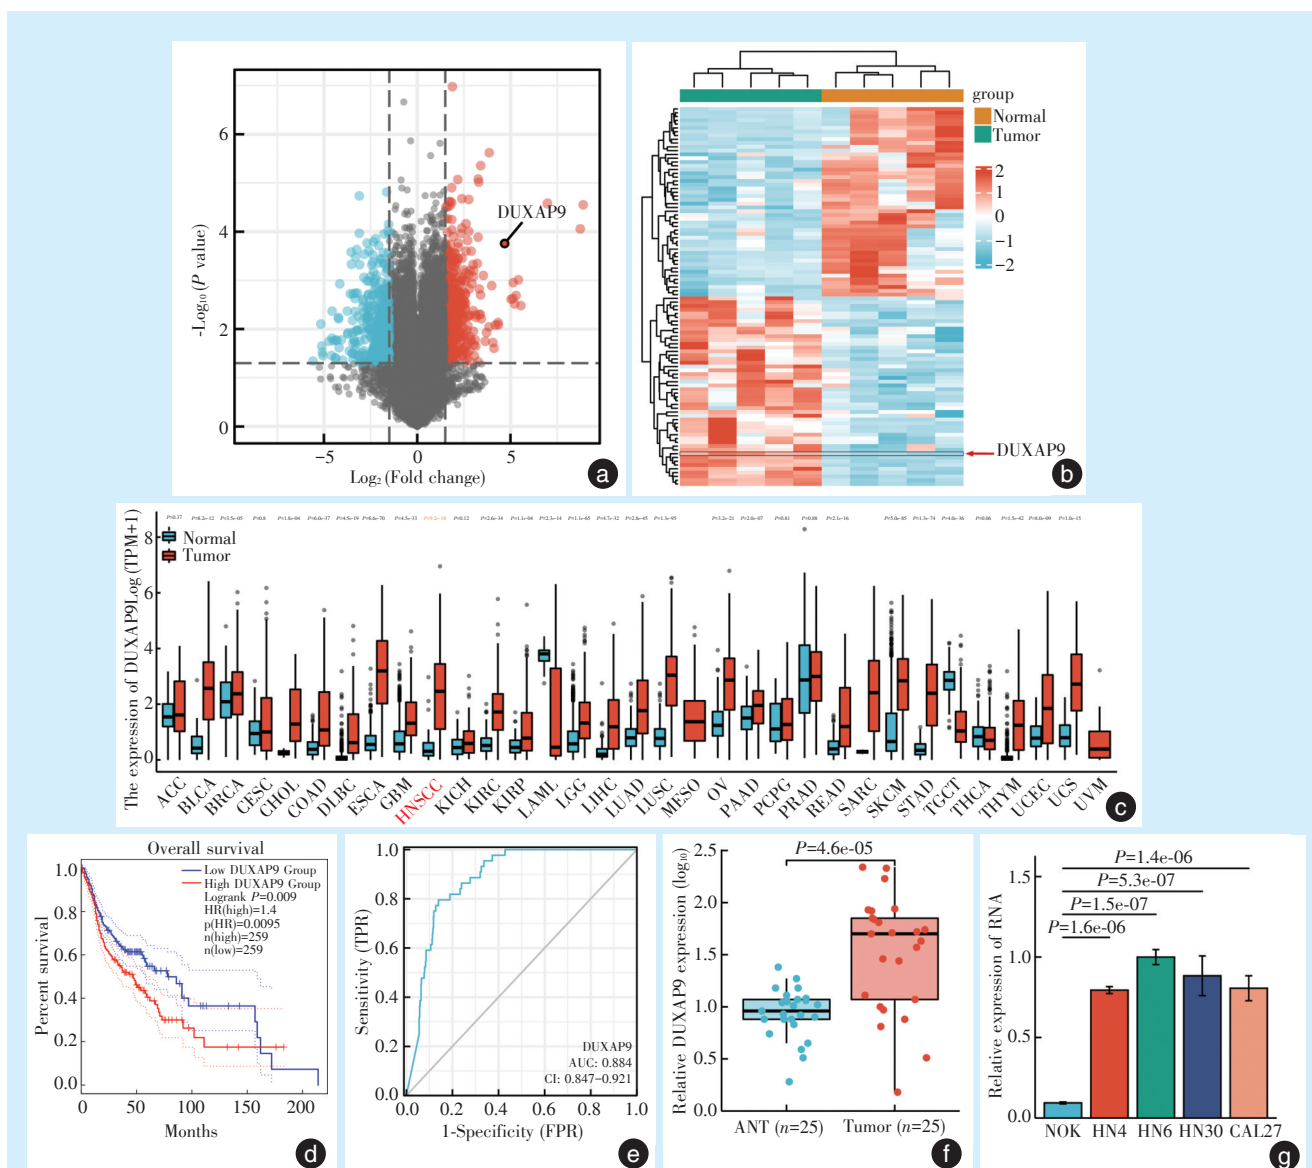 6
4
2
0
−5
0
5
-Log₁₀ (P value)
Log₂ (Fold change)
DUXAP9
a
group
Normal
Tumor
2
1
0
−1
−2
DUXAP9
b
The expression of DUXAP9Log (TPM+1)
8
6
4
2
0
Normal
Tumor
ACC
BLCA
BRCA
CESC
CHOL
COAD
DLBC
ESCA
GBM
HNSCC
KICH
KIRC
KIRP
LAML
LGG
LIHC
LUAD
LUSC
MESO
OV
PAAD
PCPG
PRAD
READ
SARC
SKCM
STAD
TGCT
THCA
THYM
UCEC
UCS
UVM
c
Overall survival
Low DUXAP9 Group
High DUXAP9 Group
Logrank P=0.009
HR(high)=1.4
p(HR)=0.0095
n(high)=259
n(low)=259
Percent survival
1.0
0.8
0.6
0.4
0.2
0.0
0
50
100
150
200
Months
d
Sensitivity (TPR)
1.0
0.8
0.6
0.4
0.2
0.0
DUXAP9
AUC: 0.884
CI: 0.847−0.921
0.0
0.2
0.4
0.6
0.8
1.0
1-Specificity (FPR)
e
Relative DUXAP9 expression (log₁₀)
2.5
2.0
1.5
1.0
0.5
0.0
P=4.6e-05
ANT (n=25)
Tumor (n=25)
f
Relative expression of RNA
1.5
1.0
0.5
0.0
P=1.4e-06
P=5.3e-07
P=1.5e-07
P=1.6e-06
NOK
HN4
HN6
HN30
CAL27
g